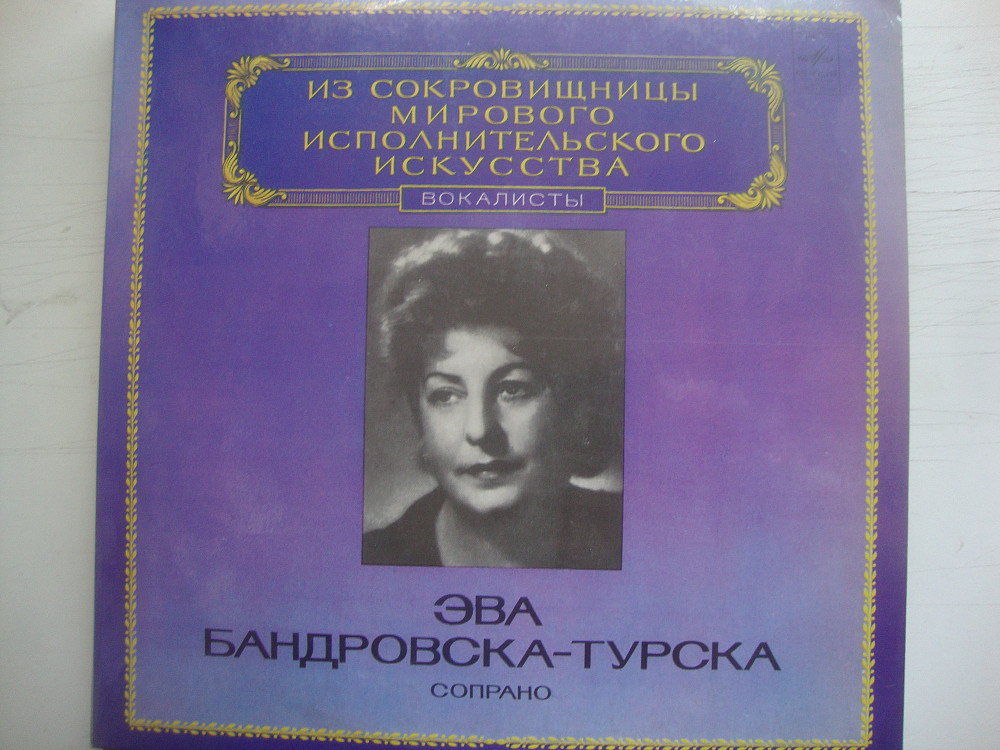 ИЗ СОКРОВИЩНИЦЫ
МИРОВОГО
ИСПОЛНИТЕЛЬСКОГО
ИСКУССТВА
ВОКАЛИСТЫ
ЭВА
БАНДРОВСКА-ТУРСКА
СОПРАНО